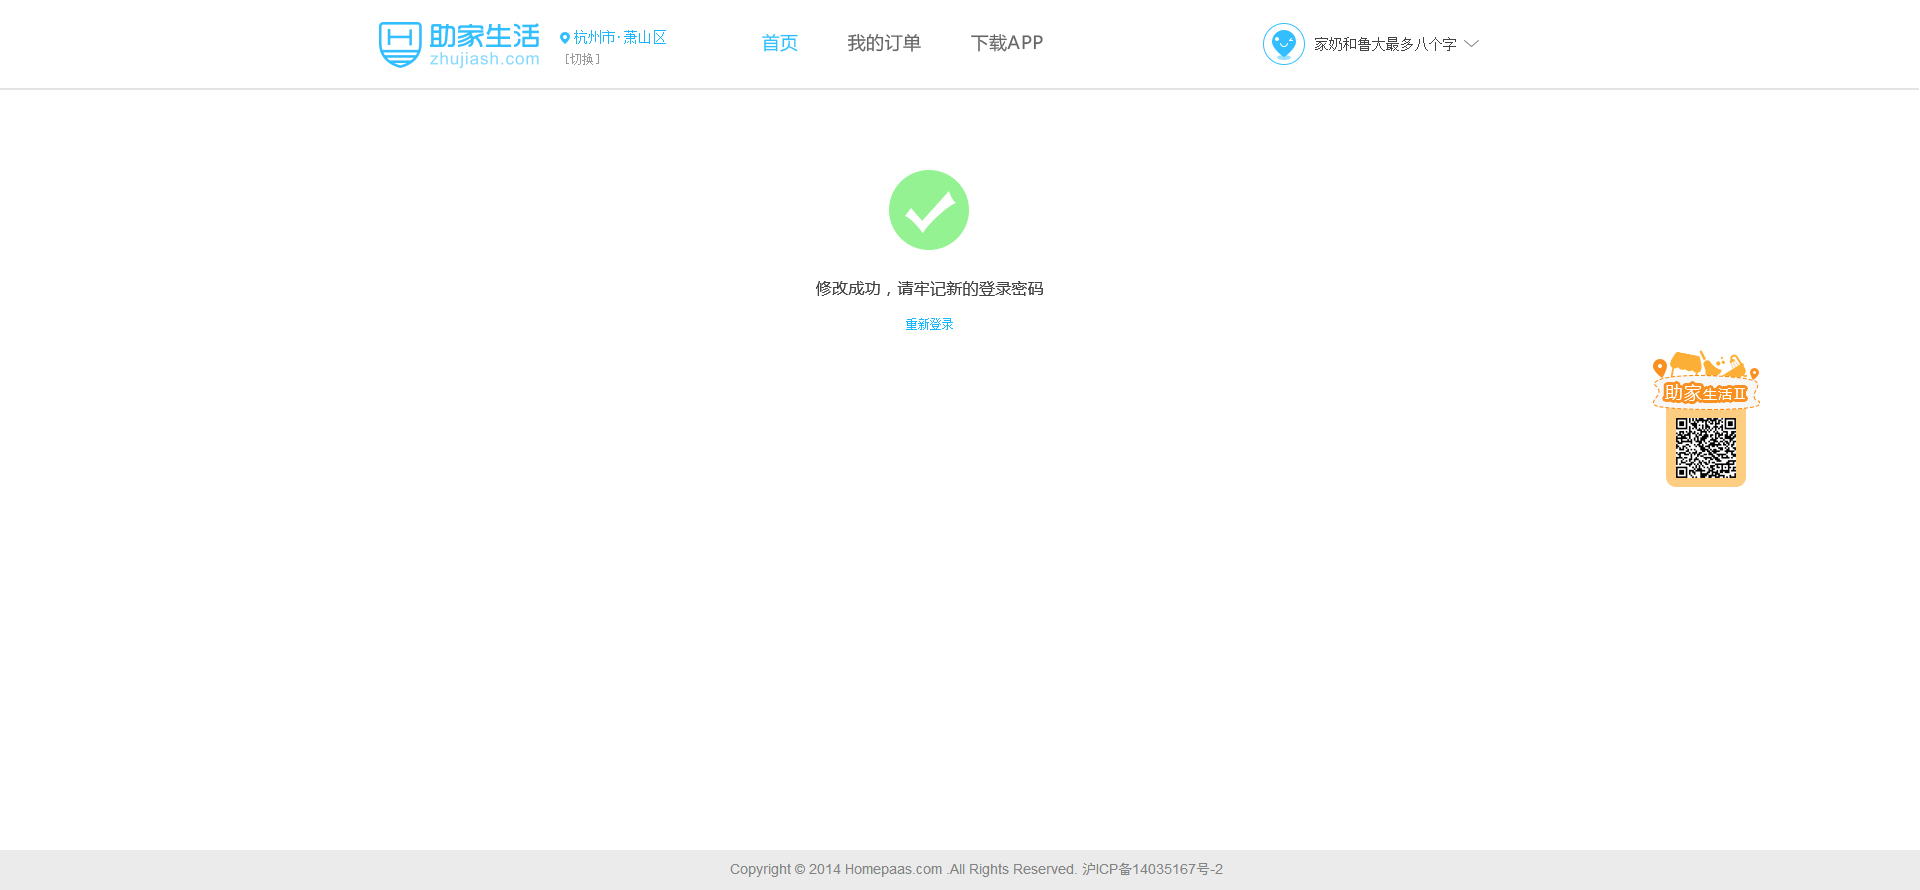 助家生活
zhujiash.com
杭州市·萧山区
[切换]
首页
我的订单
下载APP
家奶和鲁大最多八个字
修改成功，请牢记新的登录密码
重新登录
助家生活II
Copyright © 2014 Homepaas.com .All Rights Reserved. 沪ICP备14035167号-2